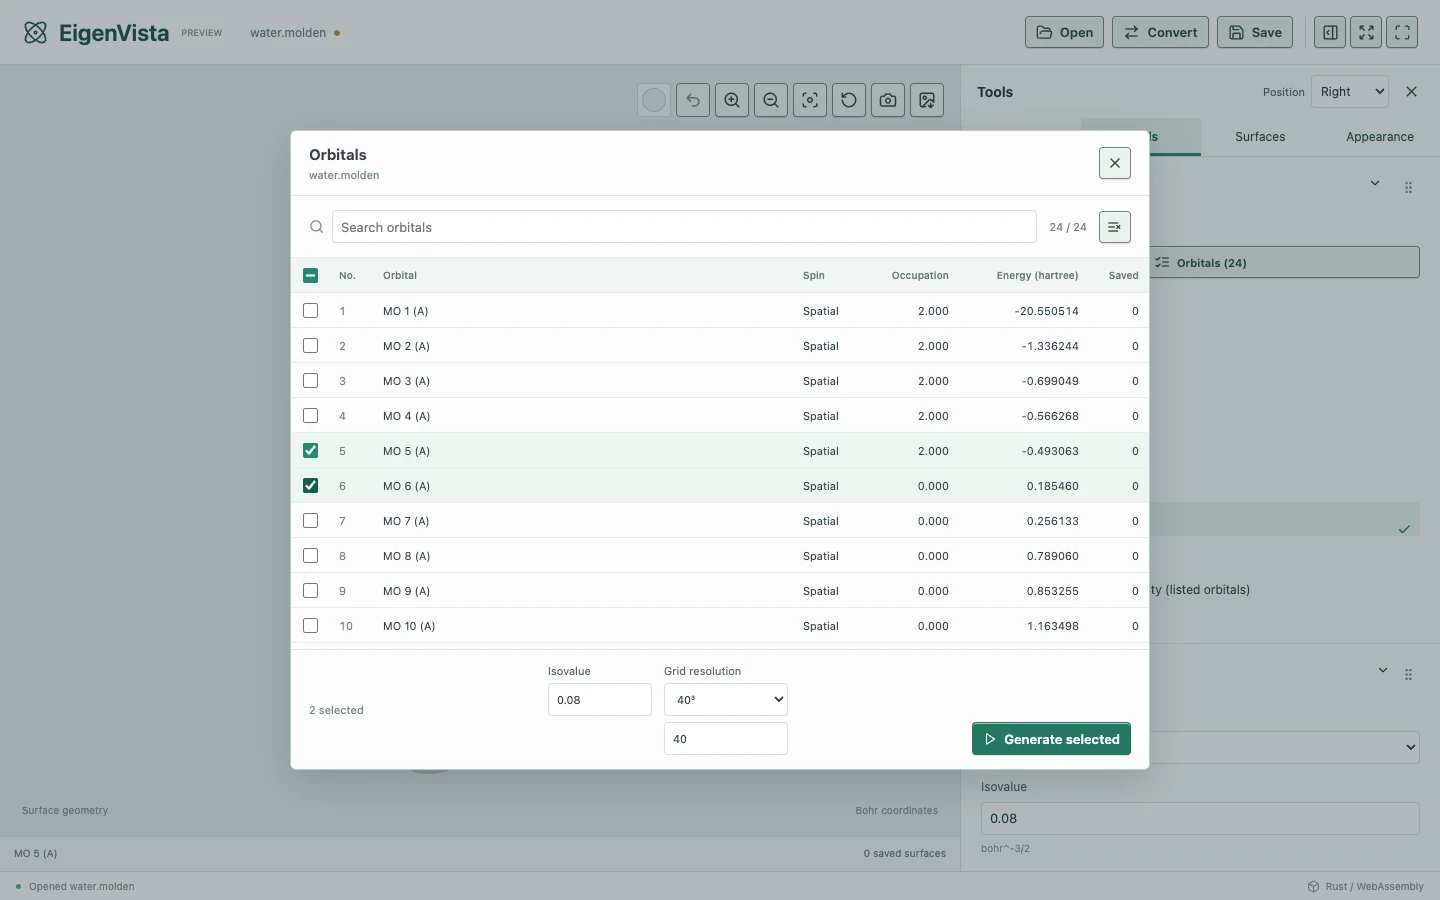 EigenVista PREVIEW water.molden
Open Convert Save
Tools Position Right
ls Surfaces Appearance
Orbitals
water.molden
Search orbitals 24 / 24
Orbitals (24)
No. Orbital Spin Occupation Energy (hartree) Saved
1 MO 1 (A) Spatial 2.000 -20.550514 0
2 MO 2 (A) Spatial 2.000 -1.336244 0
3 MO 3 (A) Spatial 2.000 -0.699049 0
4 MO 4 (A) Spatial 2.000 -0.566268 0
5 MO 5 (A) Spatial 2.000 -0.493063 0
6 MO 6 (A) Spatial 0.000 0.185460 0
7 MO 7 (A) Spatial 0.000 0.256133 0
8 MO 8 (A) Spatial 0.000 0.789060 0
9 MO 9 (A) Spatial 0.000 0.853255 0
10 MO 10 (A) Spatial 0.000 1.163498 0
ty (listed orbitals)
Isovalue Grid resolution
0.08 40³
2 selected
40
Generate selected
Isovalue
0.08
bohr^-3/2
Surface geometry Bohr coordinates
MO 5 (A) 0 saved surfaces
Opened water.molden Rust / WebAssembly